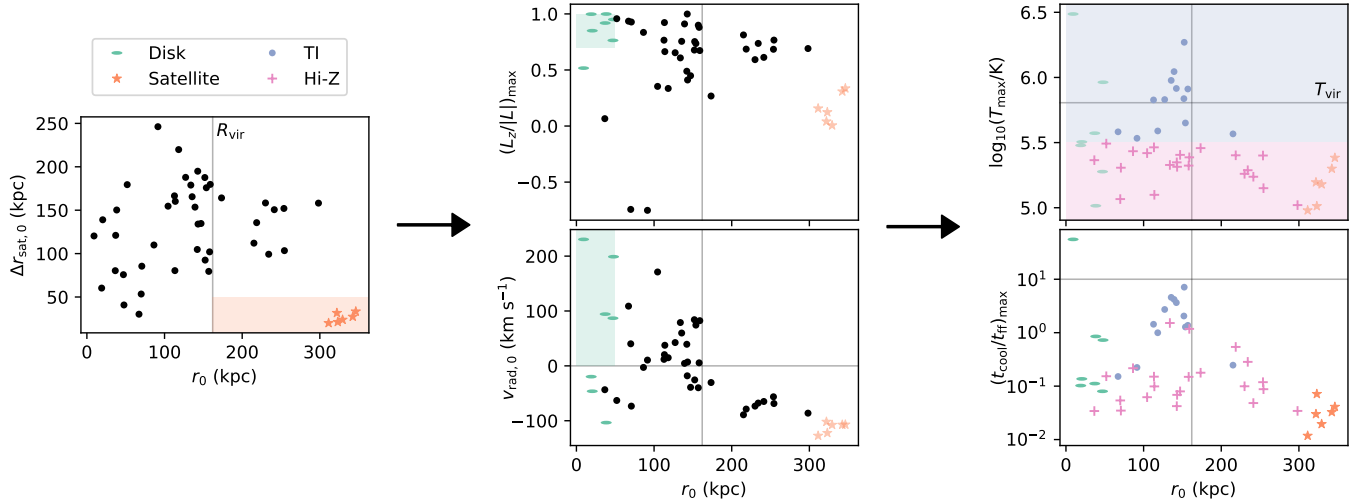 Disk TI
Satellite Hi-Z
R_vir
Δr_sat, 0 (kpc)
250
200
150
100
50
0 100 200 300
r_0 (kpc)
(L_z/||L||)_max
1.0
0.5
0.0
−0.5
v_rad, 0 (km s⁻¹)
200
100
0
−100
0 100 200 300
r_0 (kpc)
log_10(T_max/K)
6.5
6.0
5.5
5.0
T_vir
(t_cool/t_ff)_max
10^1
10^0
10^−1
10^−2
0 100 200 300
r_0 (kpc)